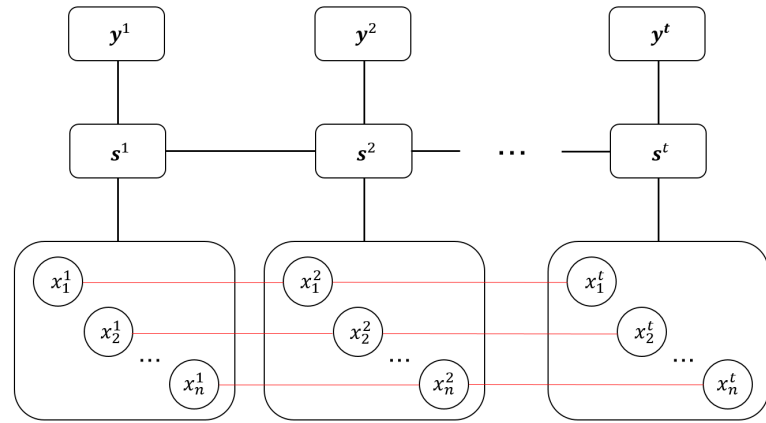 y¹ y² yᵗ
s¹ s² ⋯ sᵗ
x₁¹ x₁² x₁ᵗ
x₂¹ x₂² x₂ᵗ
⋯ ⋯ ⋯
xₙ¹ xₙ² xₙᵗ